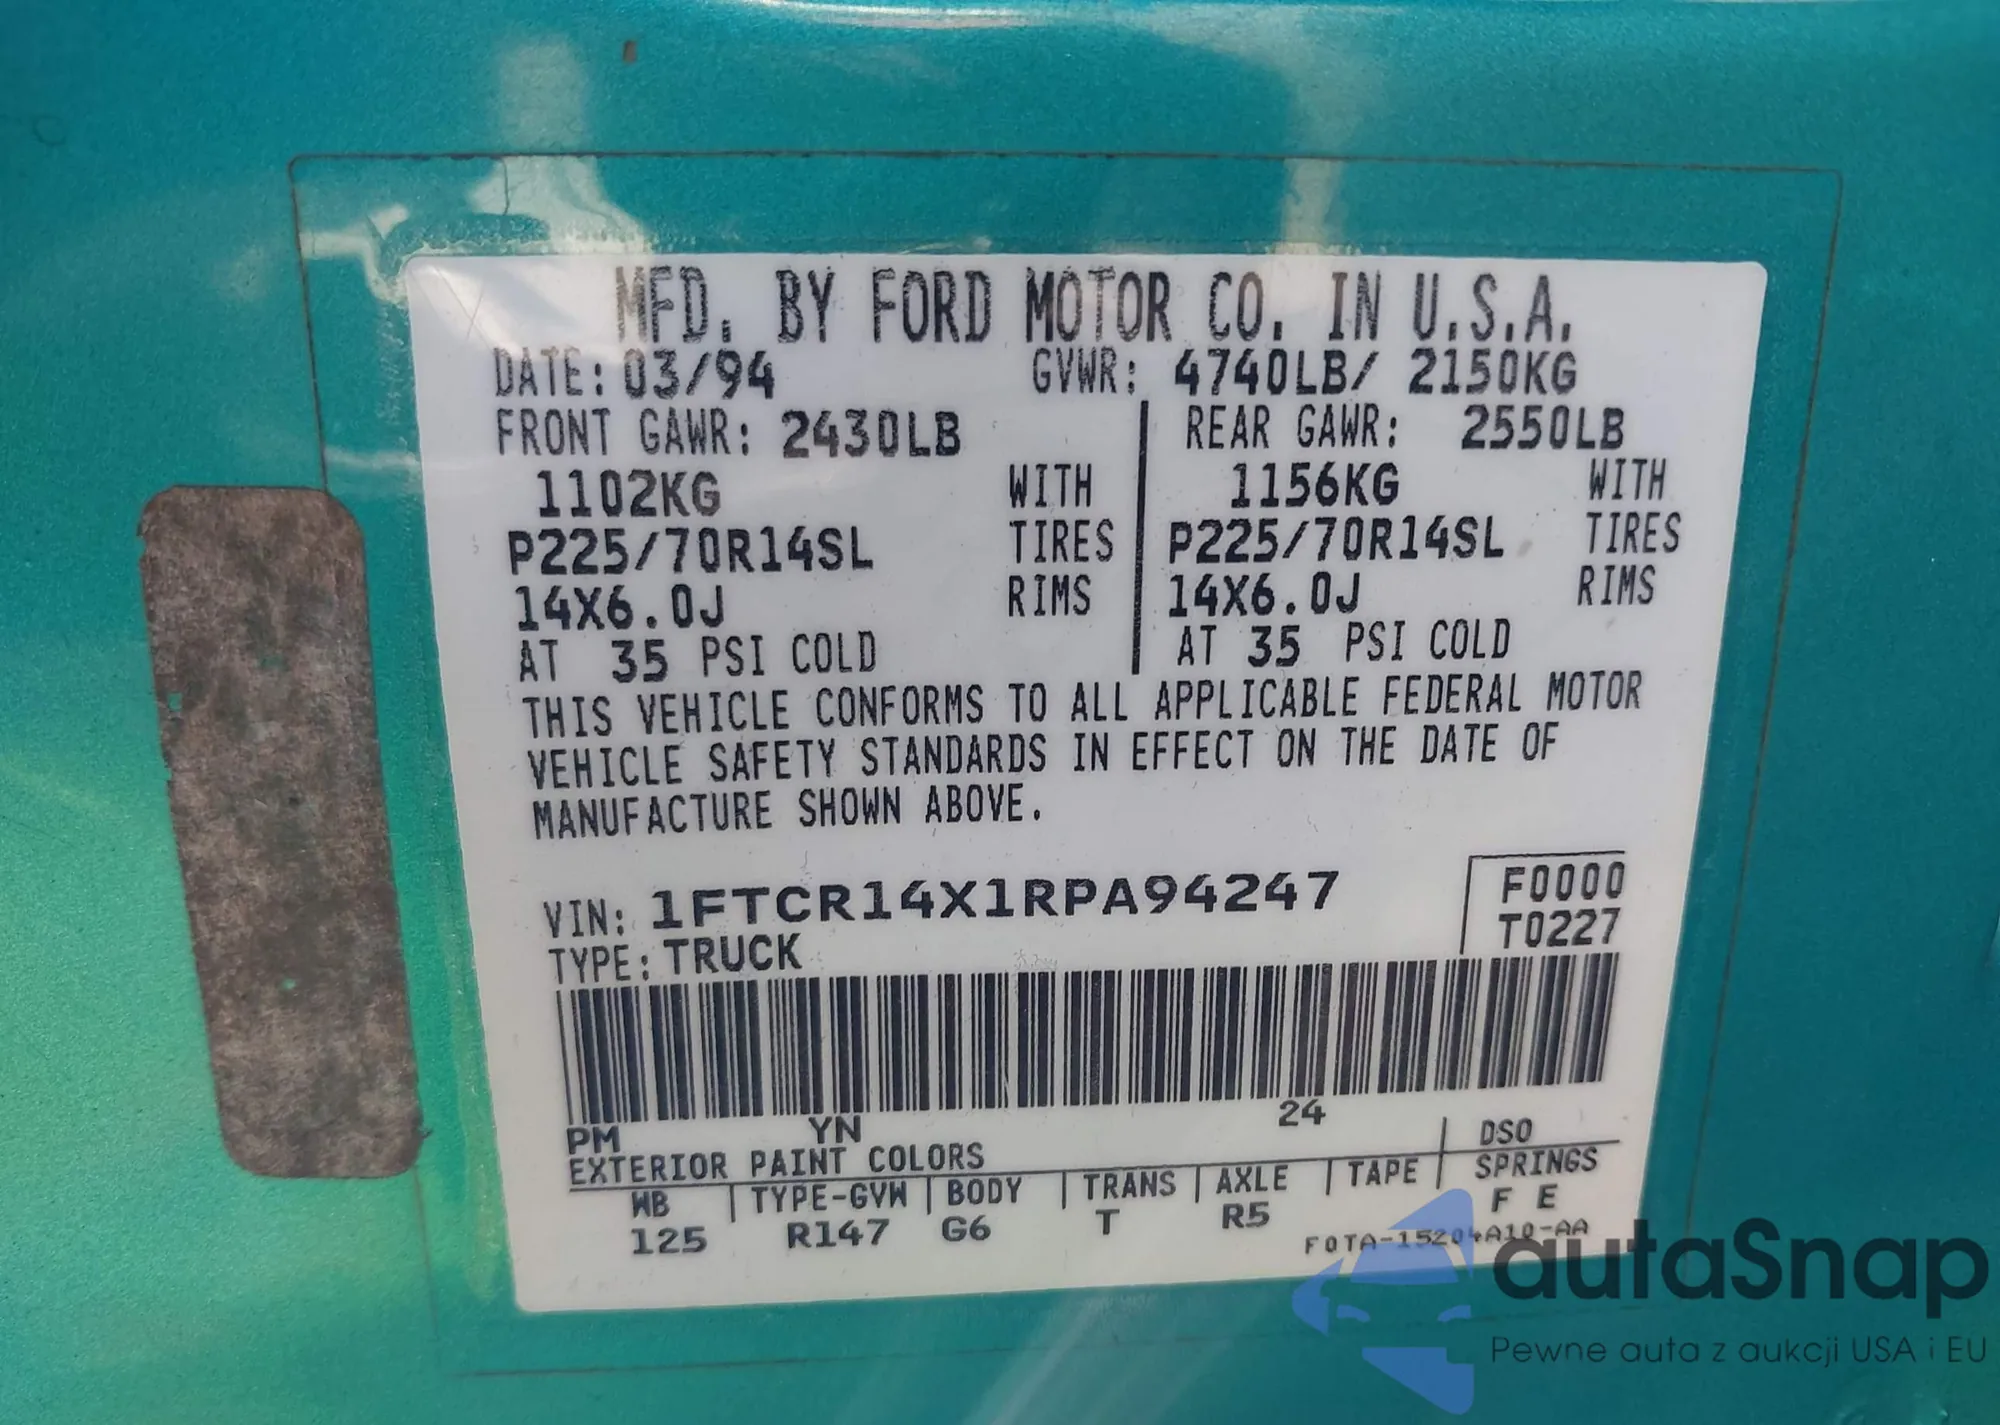 MFD. BY FORD MOTOR CO. IN U.S.A.
DATE: 03/94 GVWR: 4740LB/ 2150KG
FRONT GAWR: 2430LB REAR GAWR: 2550LB
1102KG WITH 1156KG WITH
P225/70R14SL TIRES P225/70R14SL TIRES
14X6.0J RIMS 14X6.0J RIMS
AT 35 PSI COLD AT 35 PSI COLD
THIS VEHICLE CONFORMS TO ALL APPLICABLE FEDERAL MOTOR
VEHICLE SAFETY STANDARDS IN EFFECT ON THE DATE OF
MANUFACTURE SHOWN ABOVE.
VIN: 1FTCR14X1RPA94247 F0000
TYPE: TRUCK T0227
PM YN 24
EXTERIOR PAINT COLORS DSO
WB TYPE-GVW BODY TRANS AXLE TAPE SPRINGS
125 R147 G6 T R5 F E
F0TA-15204A10-AA
autaSnap
Pewne auta z aukcji USA i EU